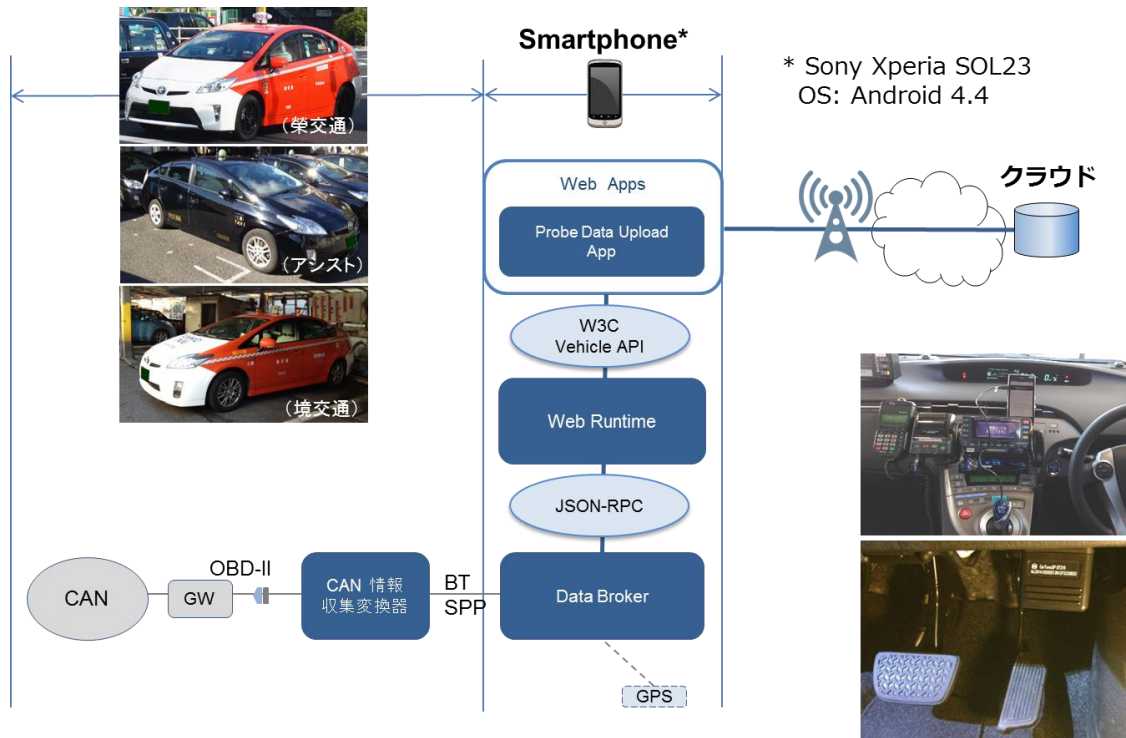 Smartphone*
* Sony Xperia SOL23
OS: Android 4.4
（榮交通）
（アシスト）
（境交通）
Web Apps
Probe Data Upload
App
クラウド
W3C
Vehicle API
Web Runtime
JSON-RPC
CAN
GW
OBD-II
CAN 情報
収集変換器
BT
SPP
Data Broker
GPS